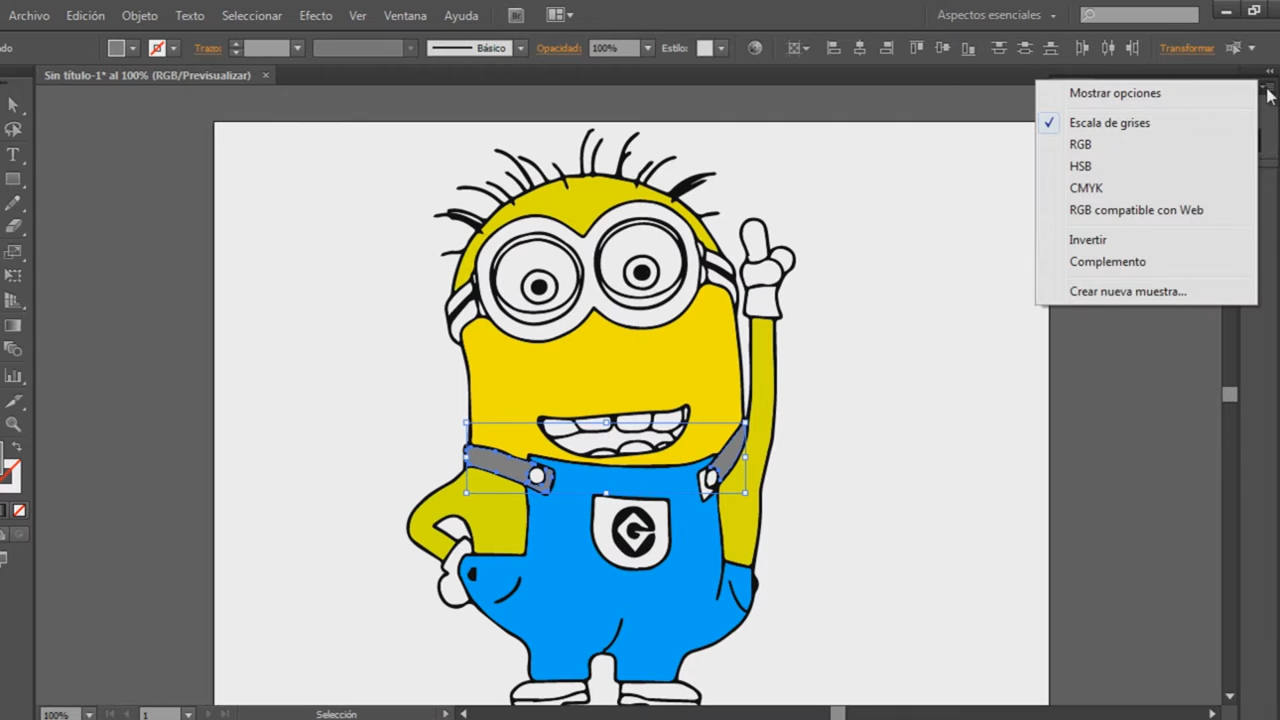 Archivo Edición Objeto Texto Seleccionar Efecto Ver Ventana Ayuda Br Aspectos esenciales
Trazo: Básico Opacidad: 100% Estilo: Transformar
Sin título-1* al 100% (RGB/Previsualizar)
Mostrar opciones
Escala de grises
RGB
HSB
CMYK
RGB compatible con Web
Invertir
Complemento
Crear nueva muestra...
100% 1 Selección